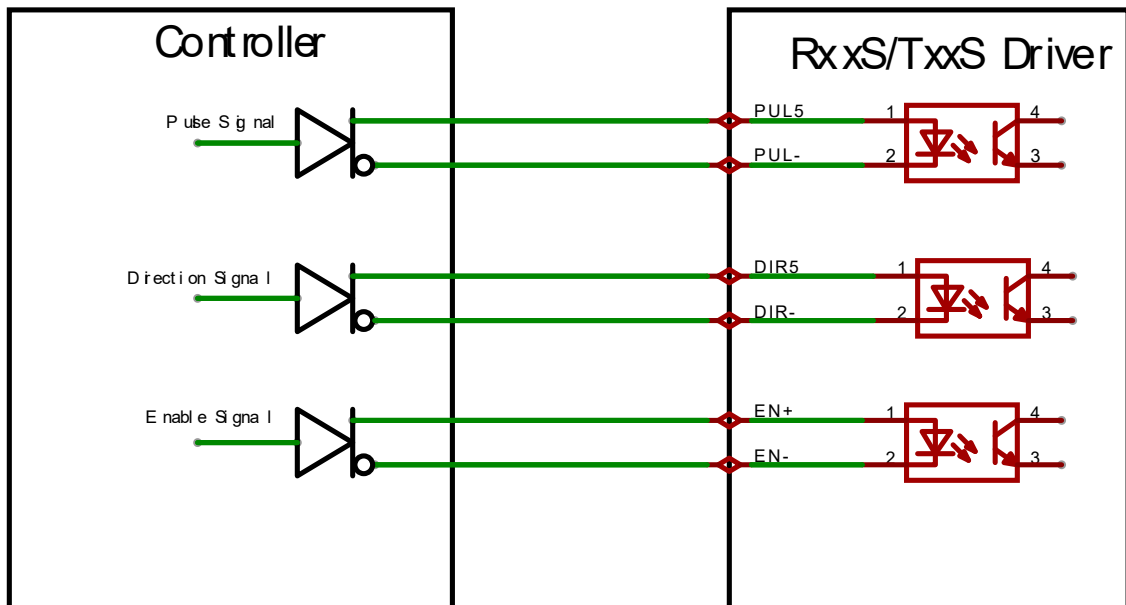 Controller
RxxS/TxxS Driver
Pulse Signal
PUL5
1
4
PUL-
2
3
Direction Signal
DIR5
1
4
DIR-
2
3
Enable Signal
EN+
1
4
EN-
2
3